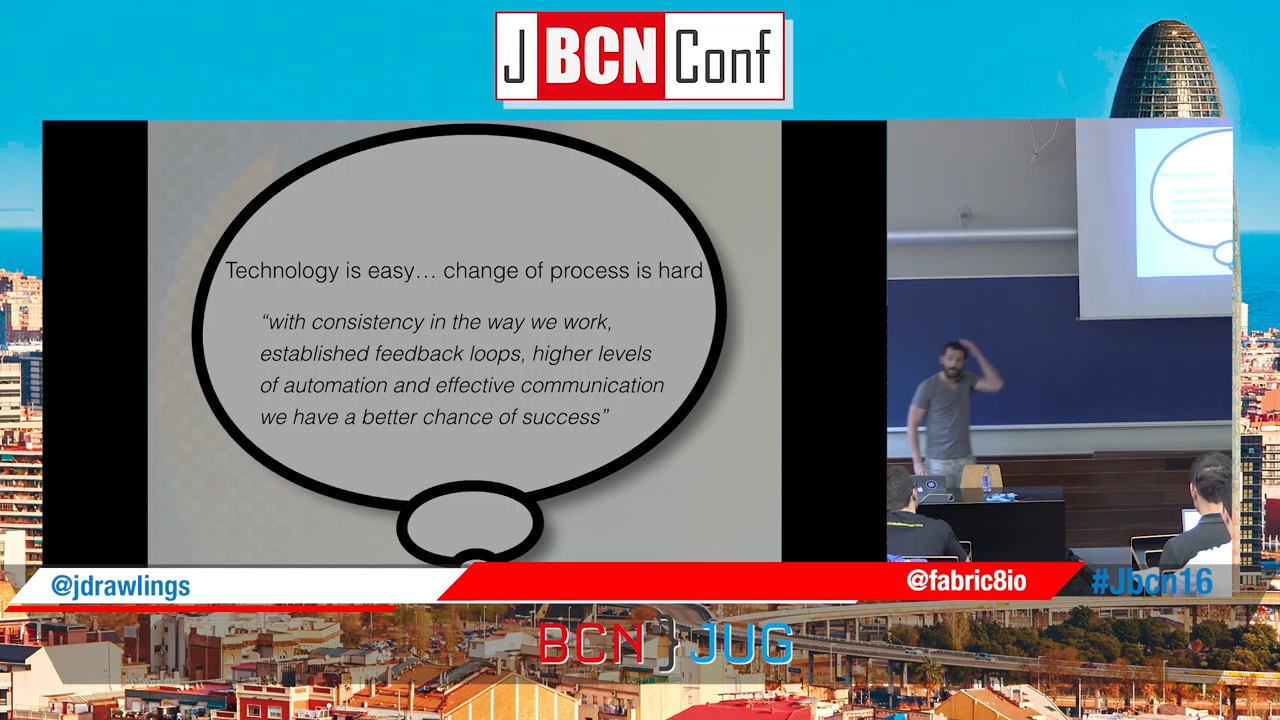 J BCN Conf
Technology is easy… change of process is hard
“with consistency in the way we work,
established feedback loops, higher levels
of automation and effective communication
we have a better chance of success”
@jdrawlings
@fabric8io
#Jbcn16
BCN JUG